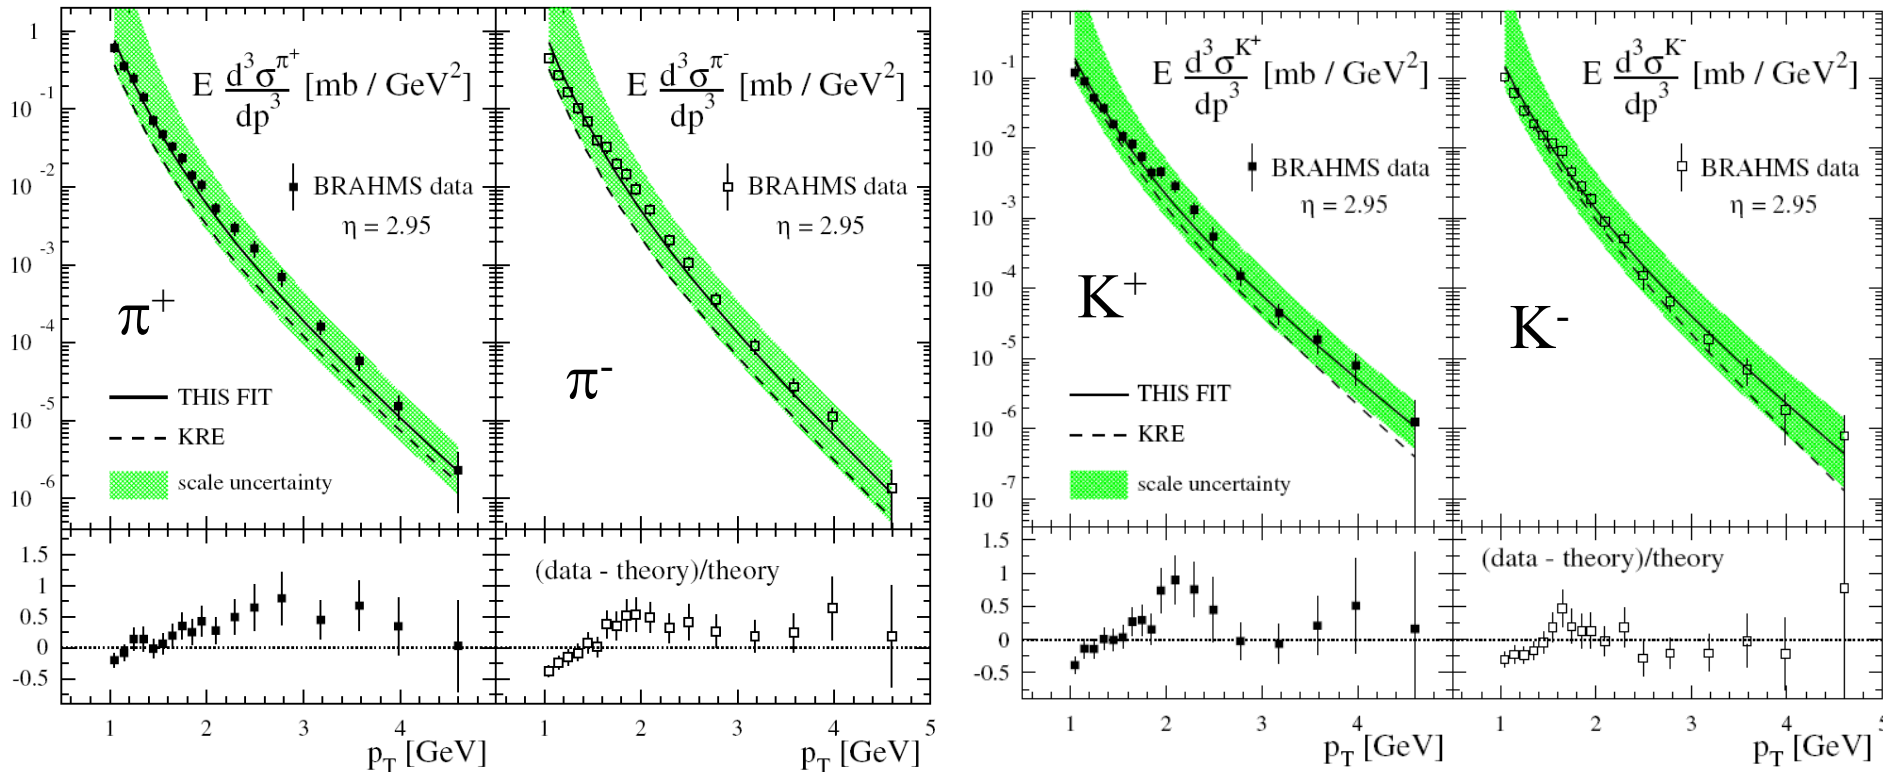 1
10^-1
10^-2
10^-3
10^-4
10^-5
10^-6
E d^3σ^π+ / dp^3 [mb / GeV^2]
BRAHMS data
η = 2.95
π^+
THIS FIT
KRE
scale uncertainty
E d^3σ^π- / dp^3 [mb / GeV^2]
BRAHMS data
η = 2.95
π^-
1.5
1
0.5
0
-0.5
(data - theory)/theory
1 2 3 4
p_T [GeV]
1 2 3 4 5
p_T [GeV]
10^-1
10^-2
10^-3
10^-4
10^-5
10^-6
10^-7
E d^3σ^K+ / dp^3 [mb / GeV^2]
BRAHMS data
η = 2.95
K^+
THIS FIT
KRE
scale uncertainty
E d^3σ^K- / dp^3 [mb / GeV^2]
BRAHMS data
η = 2.95
K^-
1.5
1
0.5
0
-0.5
(data - theory)/theory
1 2 3 4
p_T [GeV]
1 2 3 4 5
p_T [GeV]